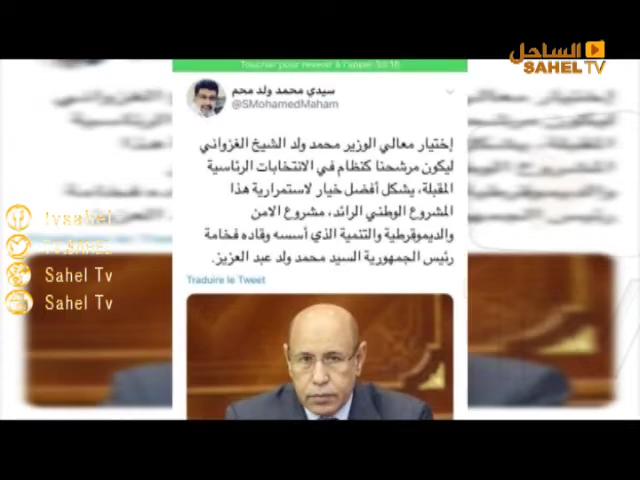 الساحل
SAHEL TV
Toucher pour revenir à l'appel
سيدي محمد ولد محم
@SMohamedMaham
إختيار معالي الوزير محمد ولد الشيخ الغزواني
ليكون مرشحنا كنظام في الانتخابات الرئاسية
المقبلة، يشكل أفضل خيار لاستمرارية هذا
المشروع الوطني الرائد، مشروع الامن
والديموقرطية والتنمية الذي أسسه وقاده فخامة
رئيس الجمهورية السيد محمد ولد عبد العزيز.
Traduire le Tweet
tvsahel
Sahel Tv
Sahel Tv